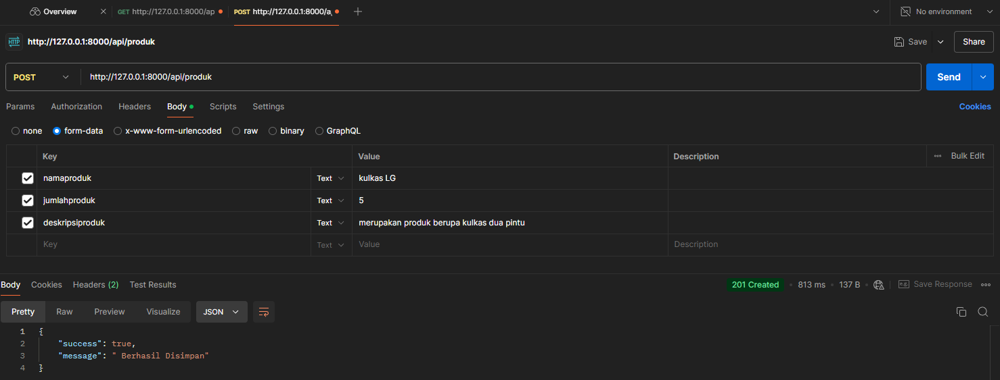 Overview
GET http://127.0.0.1:8000/ap
POST http://127.0.0.1:8000/a
No environment
HTTP http://127.0.0.1:8000/api/produk
Save
Share
POST http://127.0.0.1:8000/api/produk
Send
Params Authorization Headers Body Scripts Settings
Cookies
none form-data x-www-form-urlencoded raw binary GraphQL
Key Value Description Bulk Edit
namaproduk Text kulkas LG
jumlahproduk Text 5
deskripsiproduk Text merupakan produk berupa kulkas dua pintu
Key Text Value Description
Body Cookies Headers (2) Test Results
201 Created • 813 ms • 137 B •
e.g. Save Response
Pretty Raw Preview Visualize JSON
1 {
2 "success": true,
3 "message": " Berhasil Disimpan"
4 }